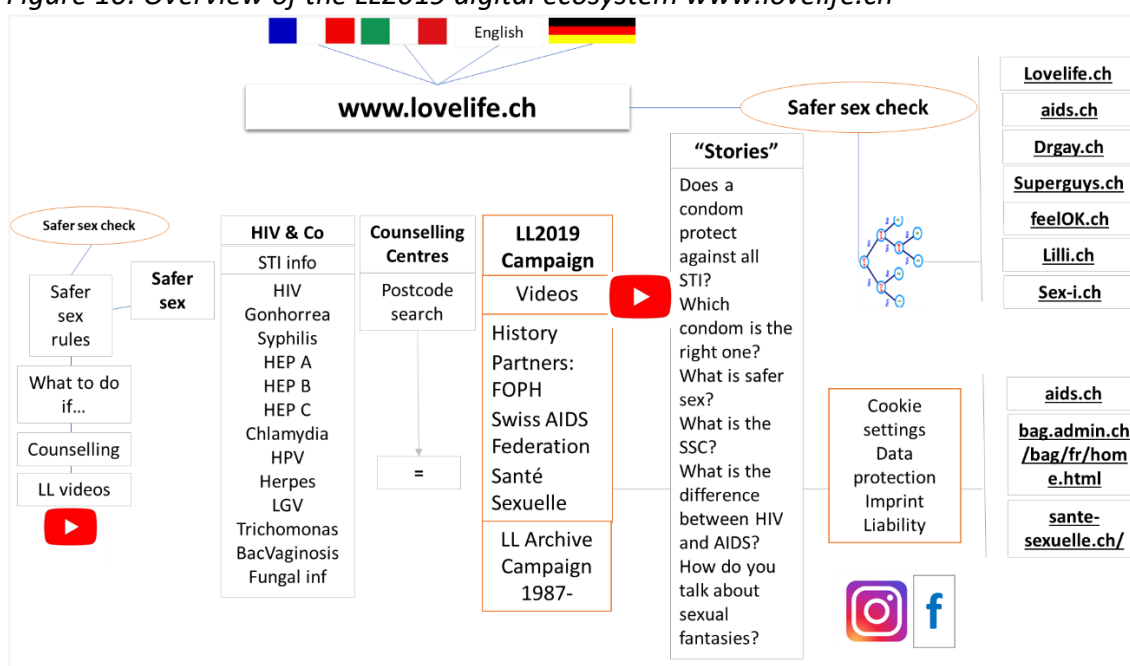 Figure 10: Overview of the LL2019 digital ecosystem www.lovelife.ch
English
www.lovelife.ch
Safer sex check
Lovelife.ch
aids.ch
Drgay.ch
Superguys.ch
feelOK.ch
Lilli.ch
Sex-i.ch
Safer sex check
Safer
sex
rules
Safer
sex
What to do
if...
Counselling
LL videos
HIV & Co
STI info
HIV
Gonhorrea
Syphilis
HEP A
HEP B
HEP C
Chlamydia
HPV
Herpes
LGV
Trichomonas
BacVaginosis
Fungal inf
Counselling
Centres
Postcode
search
=
LL2019
Campaign
Videos
History
Partners:
FOPH
Swiss AIDS
Federation
Santé
Sexuelle
LL Archive
Campaign
1987-
"Stories"
Does a
condom
protect
against all
STI?
Which
condom is the
right one?
What is safer
sex?
What is the
SSC?
What is the
difference
between HIV
and AIDS?
How do you
talk about
sexual
fantasies?
Cookie
settings
Data
protection
Imprint
Liability
aids.ch
bag.admin.ch
/bag/fr/hom
e.html
sante-
sexuelle.ch/
f